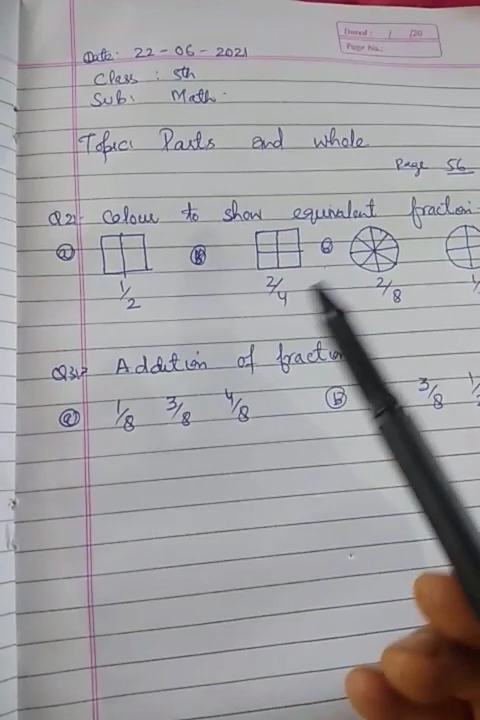 Dated: / /20
Page No.:
Date: 22-06-2021
Class : 5th
Sub: Math.
Topic: Parts and whole
Page 56
Q2:- Colour to show equivalent fraction-
a B c
1/2 2/4 2/8
Q3:- Addition of fraction
a 1/8 3/8 4/8 B 3/8